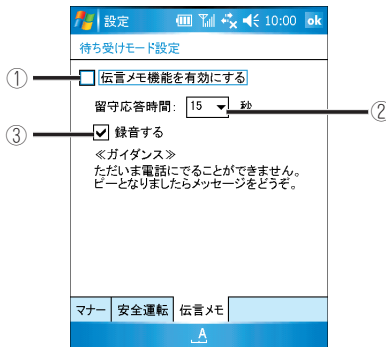 設定 10:00 ok
待ち受けモード設定
① 伝言メモ機能を有効にする
留守応答時間: 15 秒 ②
③ 録音する
≪ガイダンス≫
ただいま電話にでることができません。
ピーとなりましたらメッセージをどうぞ。
マナー 安全運転 伝言メモ
A